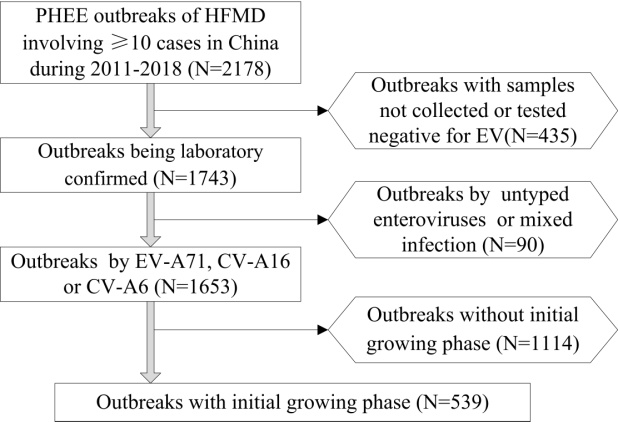 PHEE outbreaks of HFMD
involving ≥10 cases in China
during 2011-2018 (N=2178)
Outbreaks with samples
not collected or tested
negative for EV(N=435)
Outbreaks being laboratory
confirmed (N=1743)
Outbreaks by untyped
enteroviruses or mixed
infection (N=90)
Outbreaks by EV-A71, CV-A16
or CV-A6 (N=1653)
Outbreaks without initial
growing phase (N=1114)
Outbreaks with initial growing phase (N=539)